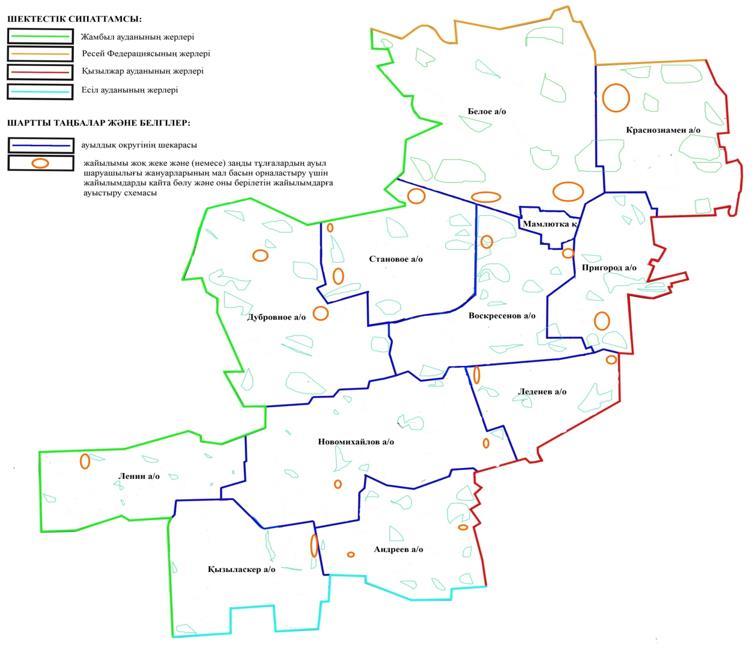 ШЕКТЕСТІК СИПАТТАМСЫ:
Жамбыл ауданының жерлері
Ресей Федерациясының жерлері
Қызылжар ауданының жерлері
Есіл ауданының жерлері
ШАРТТЫ ТАҢБАЛАР ЖӘНЕ БЕЛГІЛЕР:
ауылдық округінің шекарасы
жайылымы жоқ жеке және (немесе) заңды тұлғалардың ауыл
шаруашылығы жануарларының мал басын орналастыру үшін
жайылымдарды қайта бөлу және оны берілетін жайылымдарға
ауыстыру схемасы
Белое а/о
Краснознамен а/о
Мамлютка қ
Становое а/о
Пригород а/о
Дубровное а/о
Воскресенов а/о
Леденев а/о
Новомихайлов а/о
Ленин а/о
Андреев а/о
Қызыласкер а/о